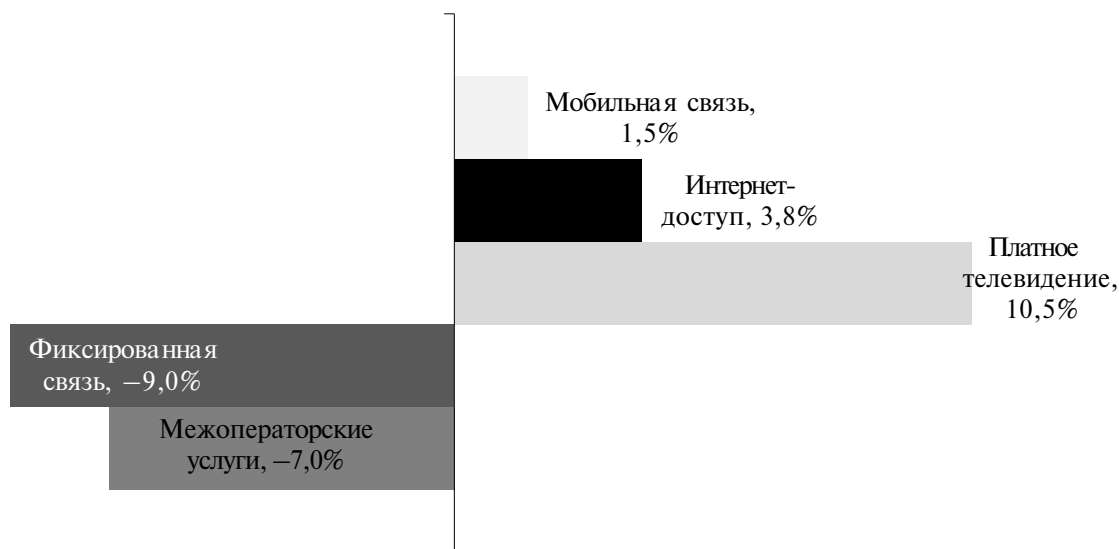 Мобильная связь,
1,5%
Интернет-
доступ, 3,8%
Платное
телевидение,
10,5%
Фиксированная
связь, −9,0%
Межоператорские
услуги, −7,0%